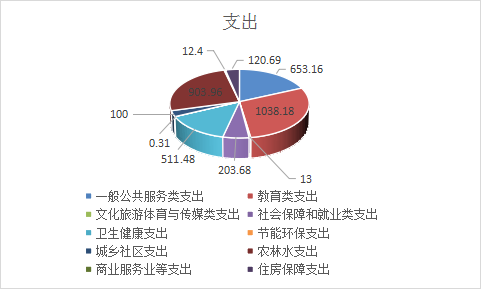 支出
12.4
120.69
653.16
903.96
1038.18
100
0.31
511.48
203.68
13
一般公共服务类支出
教育类支出
文化旅游体育与传媒类支出
社会保障和就业类支出
卫生健康支出
节能环保支出
城乡社区支出
农林水支出
商业服务业等支出
住房保障支出